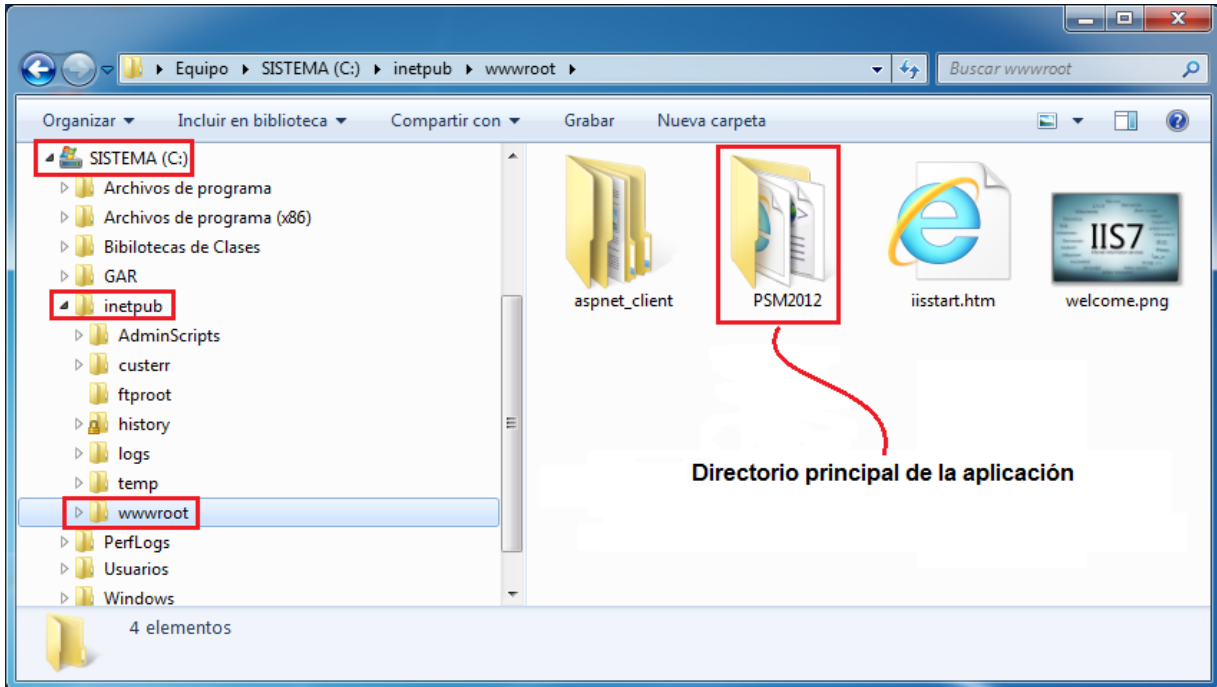 Equipo ▸ SISTEMA (C:) ▸ inetpub ▸ wwwroot ▸
Buscar wwwroot
Organizar Incluir en biblioteca Compartir con Grabar Nueva carpeta
SISTEMA (C:)
Archivos de programa
Archivos de programa (x86)
Bibilotecas de Clases
GAR
inetpub
AdminScripts
custerr
ftproot
history
logs
temp
wwwroot
PerfLogs
Usuarios
Windows
aspnet_client
PSM2012
iisstart.htm
IIS7
welcome.png
Directorio principal de la aplicación
4 elementos